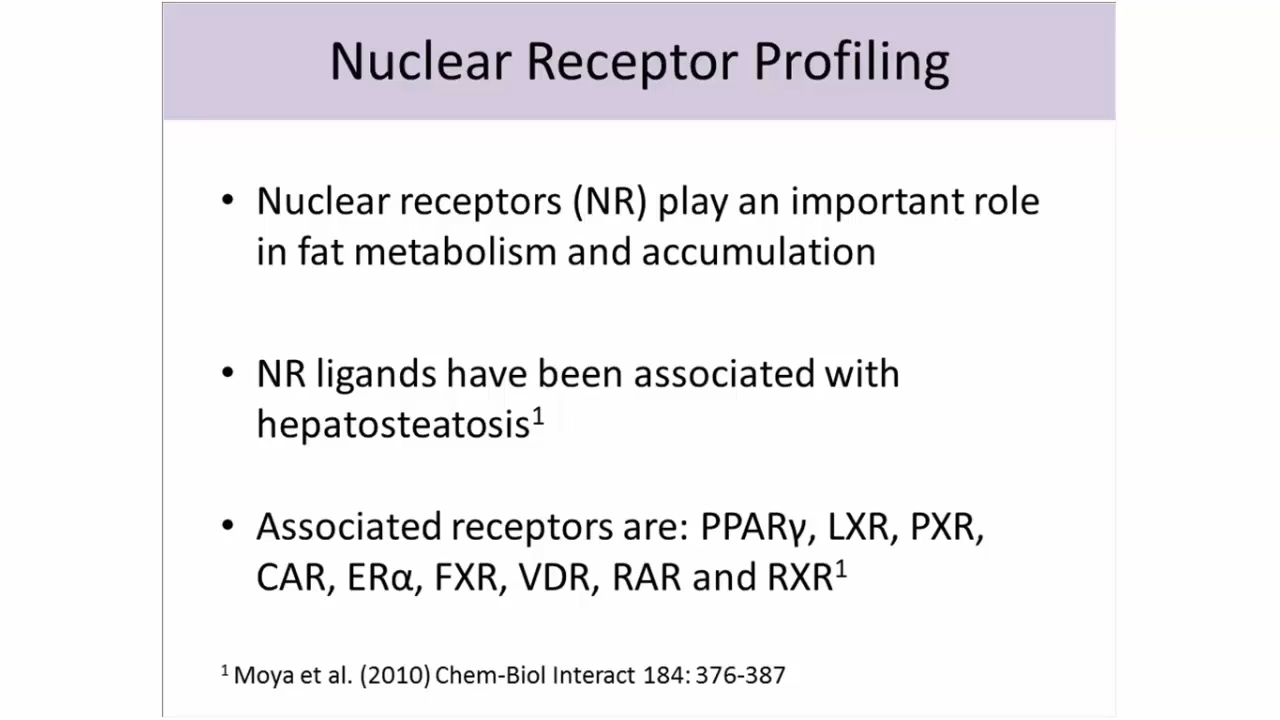 Nuclear Receptor Profiling
• Nuclear receptors (NR) play an important role
in fat metabolism and accumulation
• NR ligands have been associated with
hepatosteatosis¹
• Associated receptors are: PPARγ, LXR, PXR,
CAR, ERα, FXR, VDR, RAR and RXR¹
¹ Moya et al. (2010) Chem-Biol Interact 184: 376-387